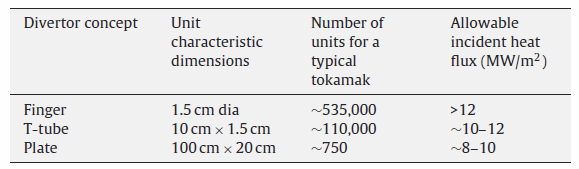 Divertor concept Unit characteristic dimensions Number of units for a typical tokamak Allowable incident heat flux (MW/m²)
Finger 1.5 cm dia ∼535,000 >12
T-tube 10 cm × 1.5 cm ∼110,000 ∼10–12
Plate 100 cm × 20 cm ∼750 ∼8–10